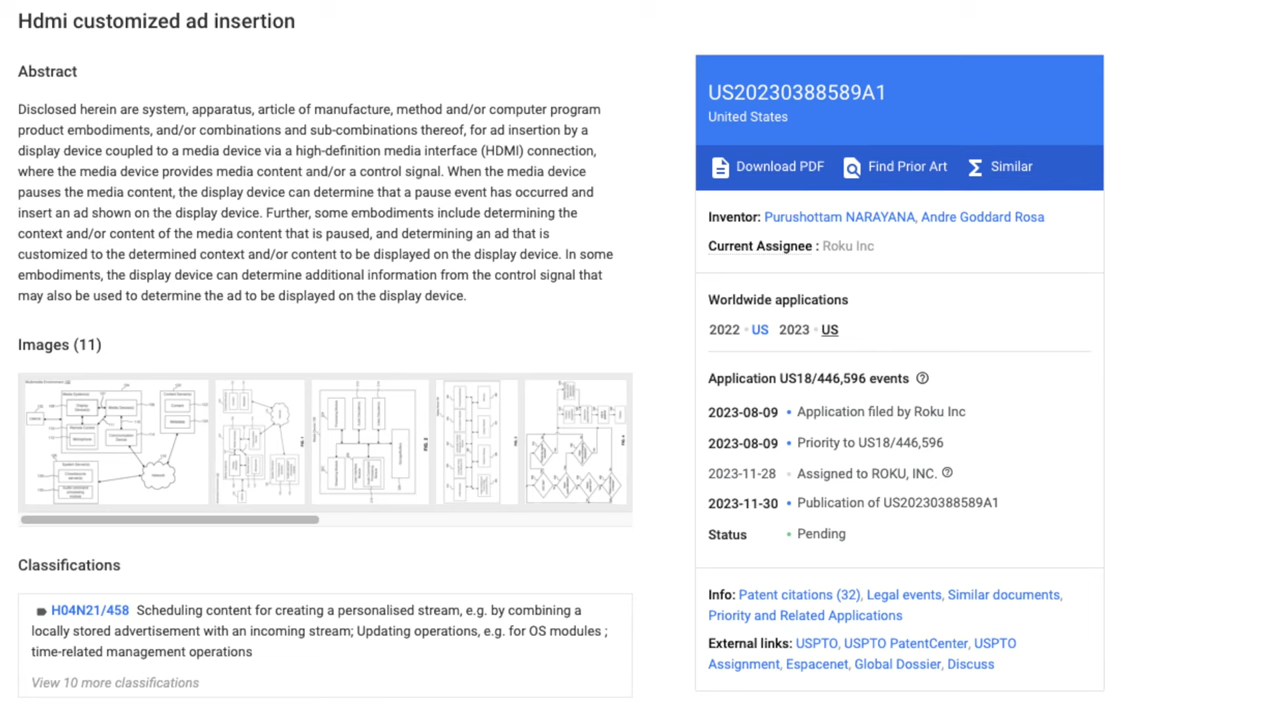 Hdmi customized ad insertion
Abstract
Disclosed herein are system, apparatus, article of manufacture, method and/or computer program
product embodiments, and/or combinations and sub-combinations thereof, for ad insertion by a
display device coupled to a media device via a high-definition media interface (HDMI) connection,
where the media device provides media content and/or a control signal. When the media device
pauses the media content, the display device can determine that a pause event has occurred and
insert an ad shown on the display device. Further, some embodiments include determining the
context and/or content of the media content that is paused, and determining an ad that is
customized to the determined context and/or content to be displayed on the display device. In some
embodiments, the display device can determine additional information from the control signal that
may also be used to determine the ad to be displayed on the display device.
Images (11)
Classifications
H04N21/458 Scheduling content for creating a personalised stream, e.g. by combining a
locally stored advertisement with an incoming stream; Updating operations, e.g. for OS modules ;
time-related management operations
View 10 more classifications
US20230388589A1
United States
Download PDF Find Prior Art Similar
Inventor: Purushottam NARAYANA, Andre Goddard Rosa
Current Assignee : Roku Inc
Worldwide applications
2022 US 2023 US
Application US18/446,596 events
2023-08-09 Application filed by Roku Inc
2023-08-09 Priority to US18/446,596
2023-11-28 Assigned to ROKU, INC.
2023-11-30 Publication of US20230388589A1
Status Pending
Info: Patent citations (32), Legal events, Similar documents,
Priority and Related Applications
External links: USPTO, USPTO PatentCenter, USPTO
Assignment, Espacenet, Global Dossier, Discuss